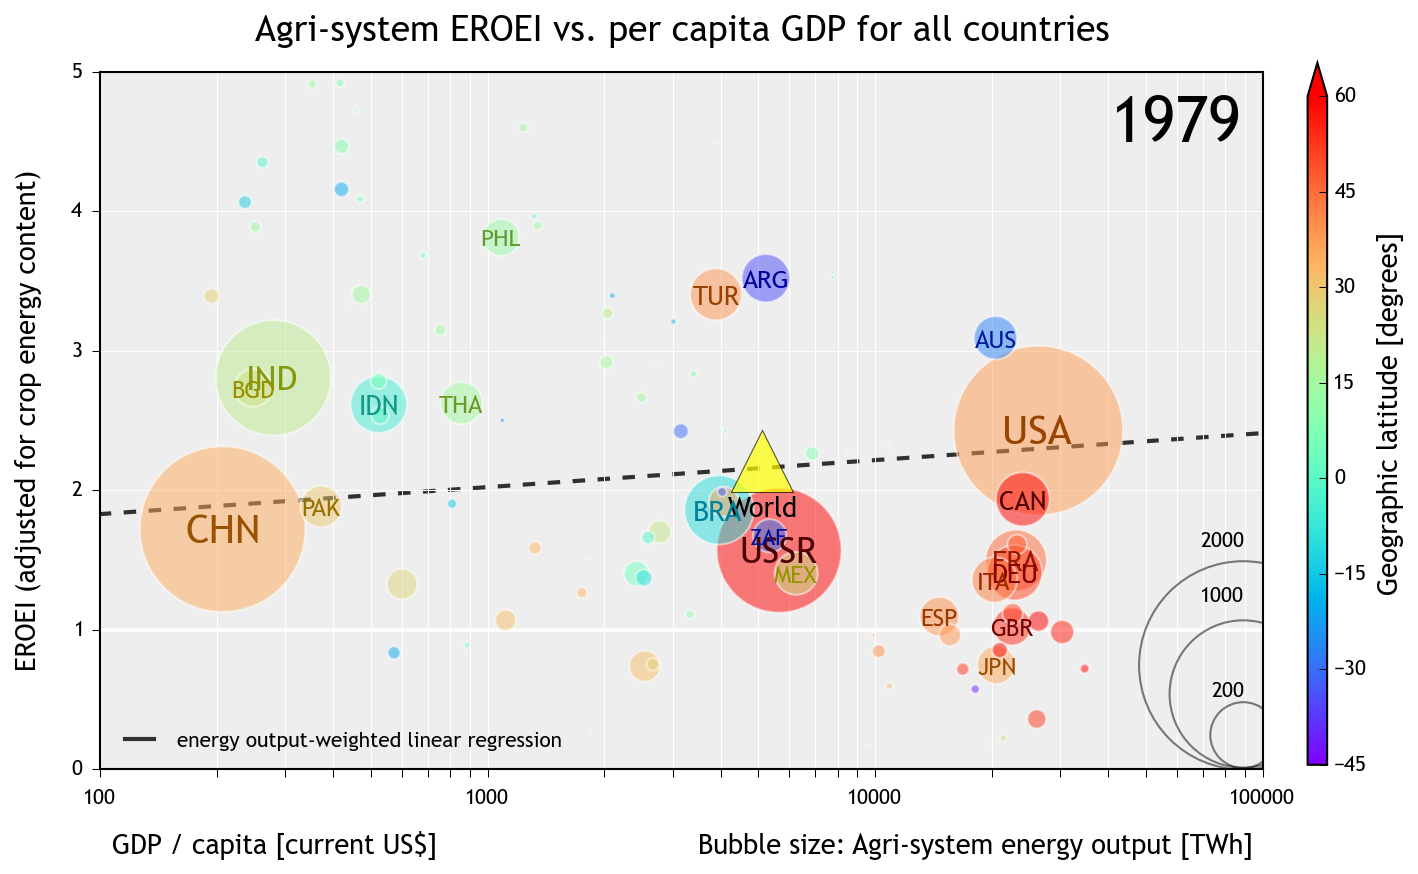 Agri-system EROEI vs. per capita GDP for all countries
1979
EROEI (adjusted for crop energy content)
5
4
3
2
1
0
PHL
TUR
ARG
AUS
IND
BGD
IDN
THA
USA
CHN
PAK
BRA
World
ZAF
USSR
MEX
CAN
FRA
DEU
ITA
ESP
GBR
JPN
2000
1000
200
energy output-weighted linear regression
100
1000
10000
100000
GDP / capita [current US$]
Bubble size: Agri-system energy output [TWh]
60
45
30
15
0
−15
−30
−45
Geographic latitude [degrees]